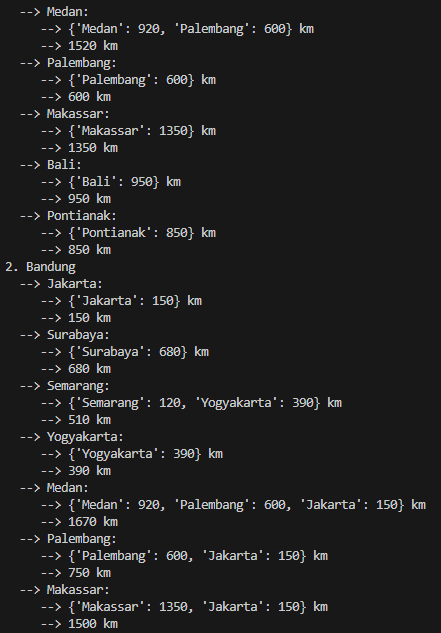 --> Medan:
--> {'Medan': 920, 'Palembang': 600} km
--> 1520 km
--> Palembang:
--> {'Palembang': 600} km
--> 600 km
--> Makassar:
--> {'Makassar': 1350} km
--> 1350 km
--> Bali:
--> {'Bali': 950} km
--> 950 km
--> Pontianak:
--> {'Pontianak': 850} km
--> 850 km
2. Bandung
--> Jakarta:
--> {'Jakarta': 150} km
--> 150 km
--> Surabaya:
--> {'Surabaya': 680} km
--> 680 km
--> Semarang:
--> {'Semarang': 120, 'Yogyakarta': 390} km
--> 510 km
--> Yogyakarta:
--> {'Yogyakarta': 390} km
--> 390 km
--> Medan:
--> {'Medan': 920, 'Palembang': 600, 'Jakarta': 150} km
--> 1670 km
--> Palembang:
--> {'Palembang': 600, 'Jakarta': 150} km
--> 750 km
--> Makassar:
--> {'Makassar': 1350, 'Jakarta': 150} km
--> 1500 km